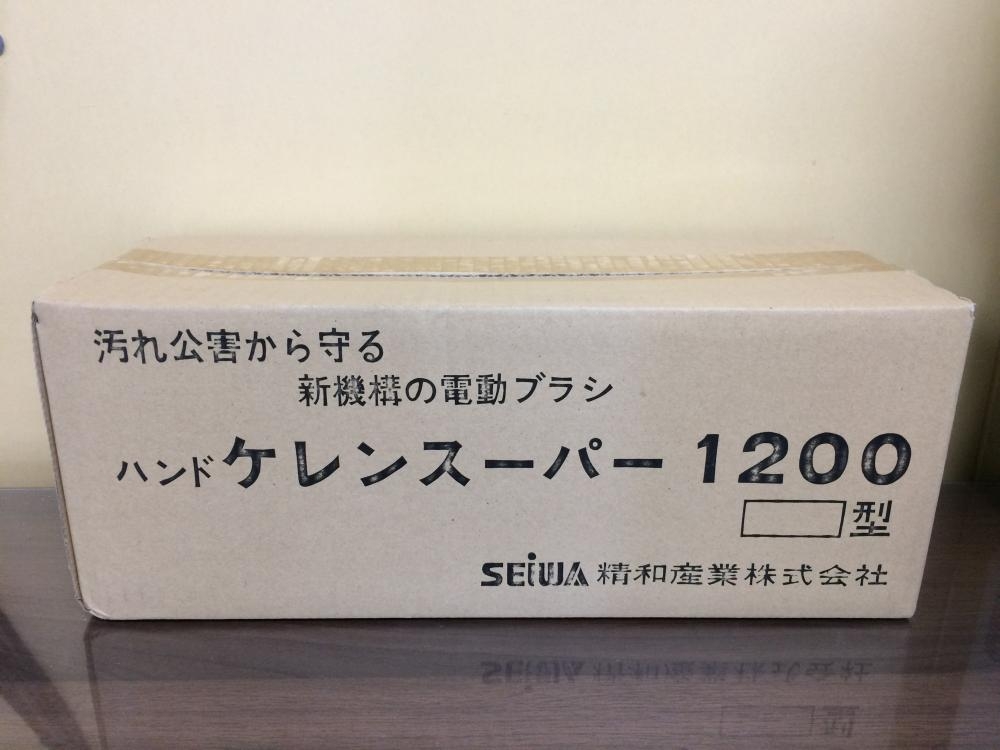 汚れ公害から守る
新機構の電動ブラシ
ハンドケレンスーパー 1200
型
SEiWA 精和産業株式会社